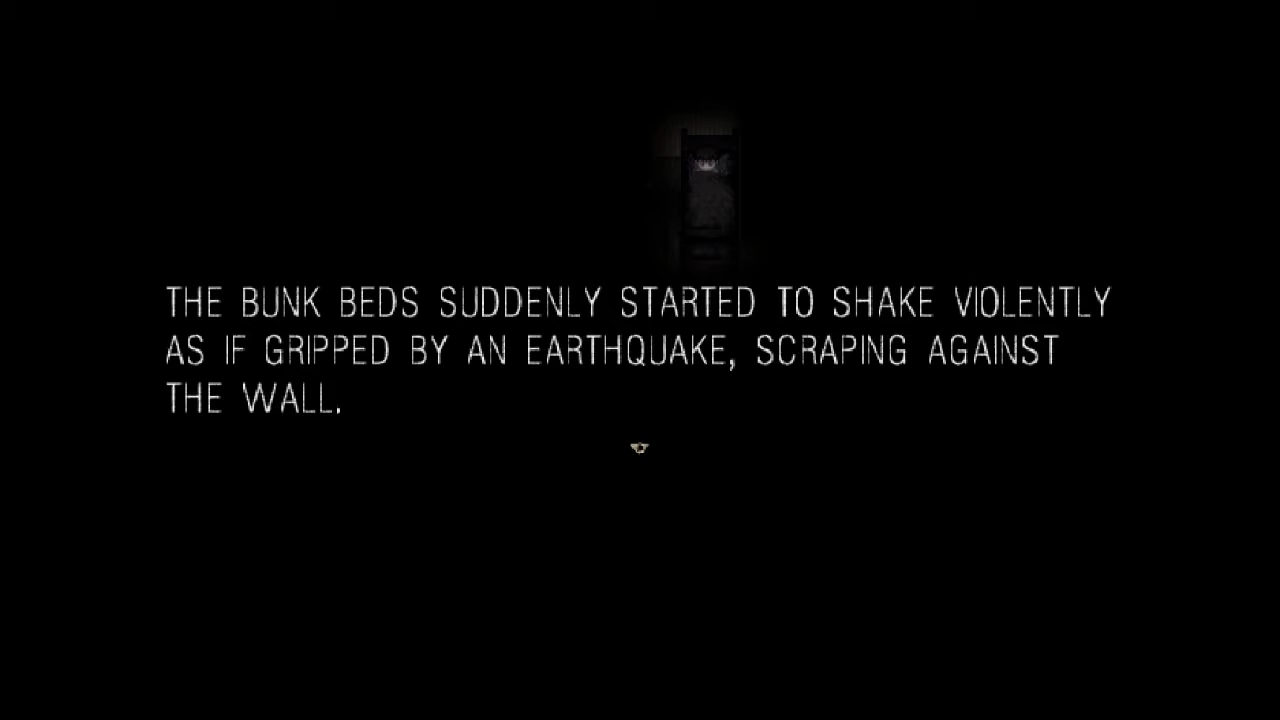 THE BUNK BEDS SUDDENLY STARTED TO SHAKE VIOLENTLY
AS IF GRIPPED BY AN EARTHQUAKE, SCRAPING AGAINST
THE WALL.